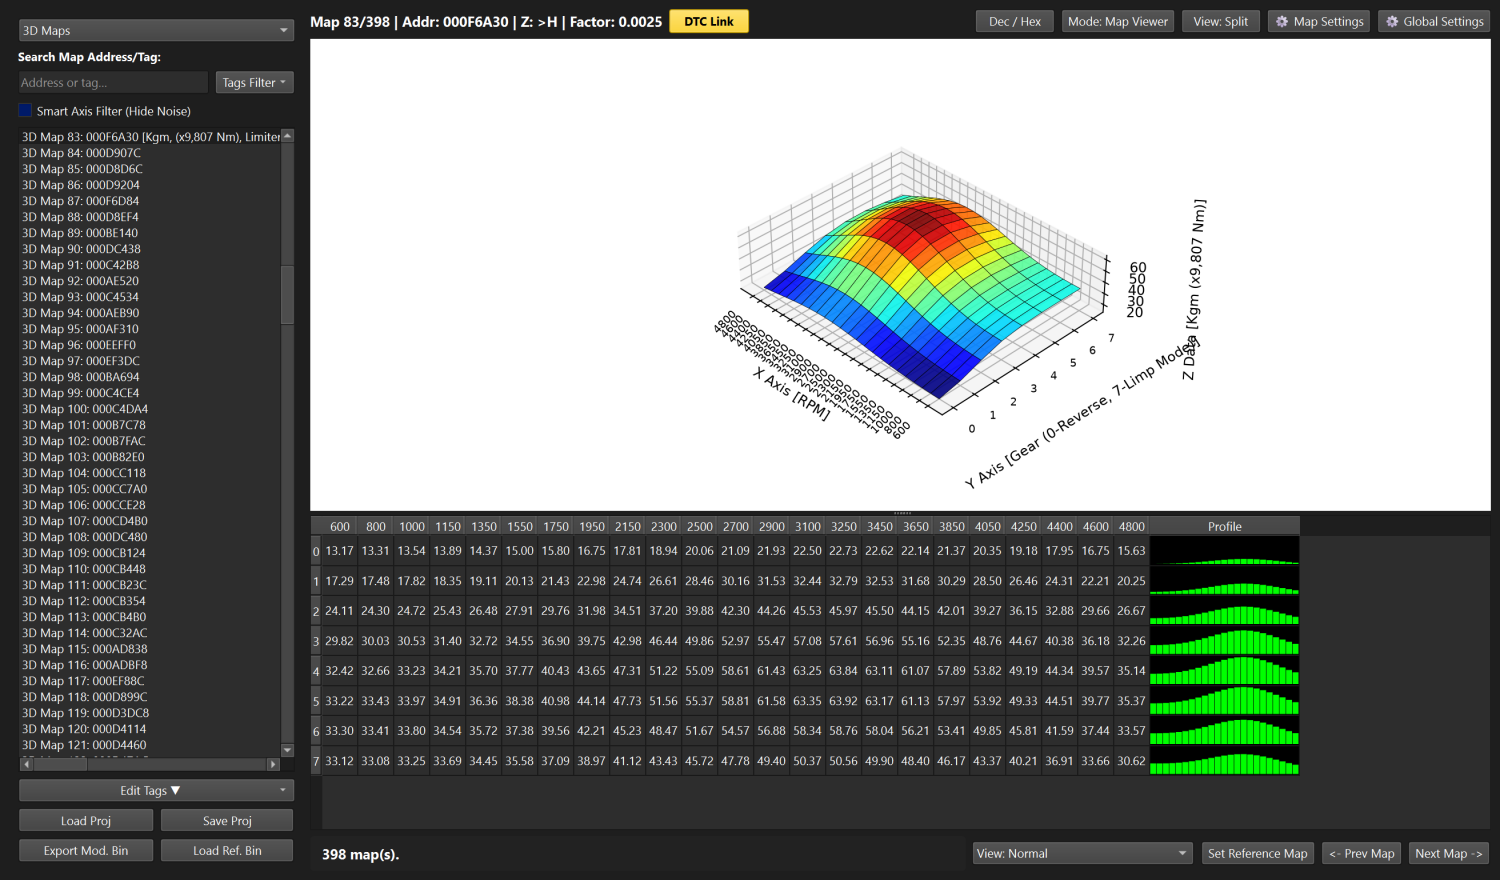 3D Maps
Map 83/398 | Addr: 000F6A30 | Z: >H | Factor: 0.0025
DTC Link
Dec / Hex
Mode: Map Viewer
View: Split
Map Settings
Global Settings
Search Map Address/Tag:
Address or tag...
Tags Filter
Smart Axis Filter (Hide Noise)
3D Map 83: 000F6A30 [Kgm, (x9,807 Nm), Limiter
3D Map 84: 000D907C
3D Map 85: 000D8D6C
3D Map 86: 000D9204
3D Map 87: 000F6D84
3D Map 88: 000D8EF4
3D Map 89: 000BE140
3D Map 90: 000DC438
3D Map 91: 000C42B8
3D Map 92: 000AE520
3D Map 93: 000C4534
3D Map 94: 000AEB90
3D Map 95: 000AF310
3D Map 96: 000EEFF0
3D Map 97: 000EF3DC
3D Map 98: 000BA694
3D Map 99: 000C4CE4
3D Map 100: 000C4DA4
3D Map 101: 000B7C78
3D Map 102: 000B7FAC
3D Map 103: 000B82E0
3D Map 104: 000CC118
3D Map 105: 000CC7A0
3D Map 106: 000CCE28
3D Map 107: 000CD4B0
3D Map 108: 000DC480
3D Map 109: 000CB124
3D Map 110: 000CB448
3D Map 111: 000CB23C
3D Map 112: 000CB354
3D Map 113: 000CB4B0
3D Map 114: 000C32AC
3D Map 115: 000AD838
3D Map 116: 000ADBF8
3D Map 117: 000EF88C
3D Map 118: 000D899C
3D Map 119: 000D3DC8
3D Map 120: 000D4114
3D Map 121: 000D4460
Edit Tags ▼
Load Proj
Save Proj
Export Mod. Bin
Load Ref. Bin
60
50
40
30
20
Z Data [Kgm (x9,807 Nm)]
7
6
5
4
3
2
1
0
Y Axis [Gear (0-Reverse, 7-Limp Mode)]
4800
800
600
X Axis [RPM]
600 800 1000 1150 1350 1550 1750 1950 2150 2300 2500 2700 2900 3100 3250 3450 3650 3850 4050 4250 4400 4600 4800 Profile
0 13.17 13.31 13.54 13.89 14.37 15.00 15.80 16.75 17.81 18.94 20.06 21.09 21.93 22.50 22.73 22.62 22.14 21.37 20.35 19.18 17.95 16.75 15.63
1 17.29 17.48 17.82 18.35 19.11 20.13 21.43 22.98 24.74 26.61 28.46 30.16 31.53 32.44 32.79 32.53 31.68 30.29 28.50 26.46 24.31 22.21 20.25
2 24.11 24.30 24.72 25.43 26.48 27.91 29.76 31.98 34.51 37.20 39.88 42.30 44.26 45.53 45.97 45.50 44.15 42.01 39.27 36.15 32.88 29.66 26.67
3 29.82 30.03 30.53 31.40 32.72 34.55 36.90 39.75 42.98 46.44 49.86 52.97 55.47 57.08 57.61 56.96 55.16 52.35 48.76 44.67 40.38 36.18 32.26
4 32.42 32.66 33.23 34.21 35.70 37.77 40.43 43.65 47.31 51.22 55.09 58.61 61.43 63.25 63.84 63.11 61.07 57.89 53.82 49.19 44.34 39.57 35.14
5 33.22 33.43 33.97 34.91 36.36 38.38 40.98 44.14 47.73 51.56 55.37 58.81 61.58 63.35 63.92 63.17 61.13 57.97 53.92 49.33 44.51 39.77 35.37
6 33.30 33.41 33.80 34.54 35.72 37.38 39.56 42.21 45.23 48.47 51.67 54.57 56.88 58.34 58.76 58.04 56.21 53.41 49.85 45.81 41.59 37.44 33.57
7 33.12 33.08 33.25 33.69 34.45 35.58 37.09 38.97 41.12 43.43 45.72 47.78 49.40 50.37 50.56 49.90 48.40 46.17 43.37 40.21 36.91 33.66 30.62
398 map(s).
View: Normal
Set Reference Map
<- Prev Map
Next Map ->